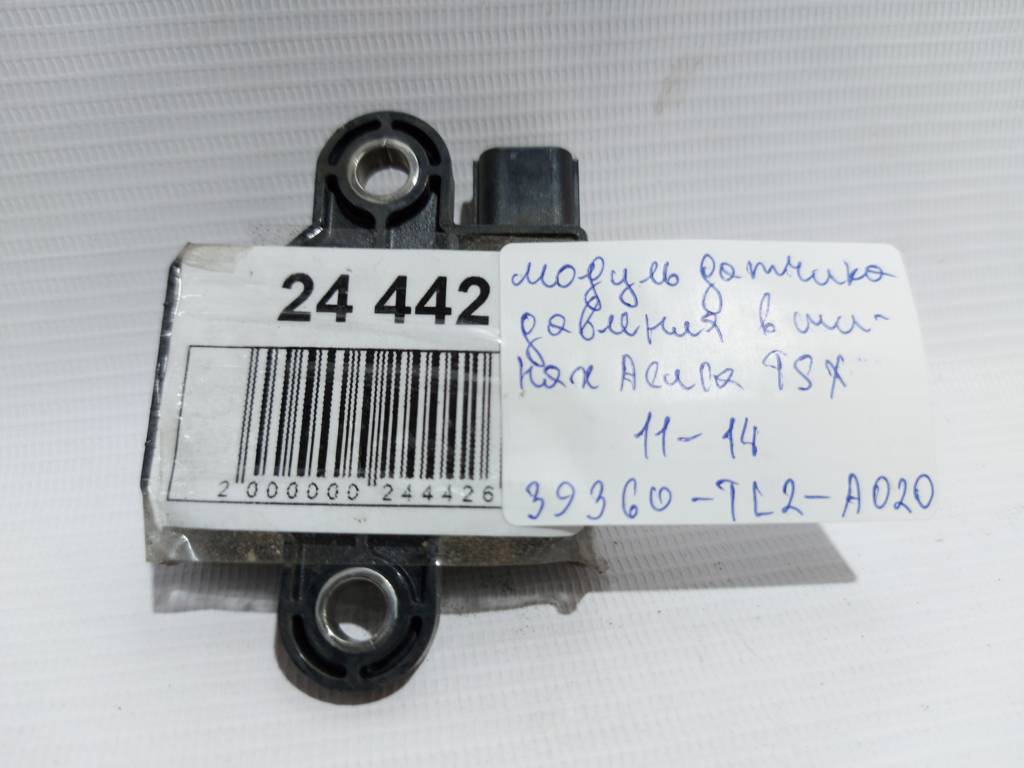 24 442
2 000000 244426
модуль датчика
давления в ши-
нах Acura TSX
11-14
39360-TL2-A020